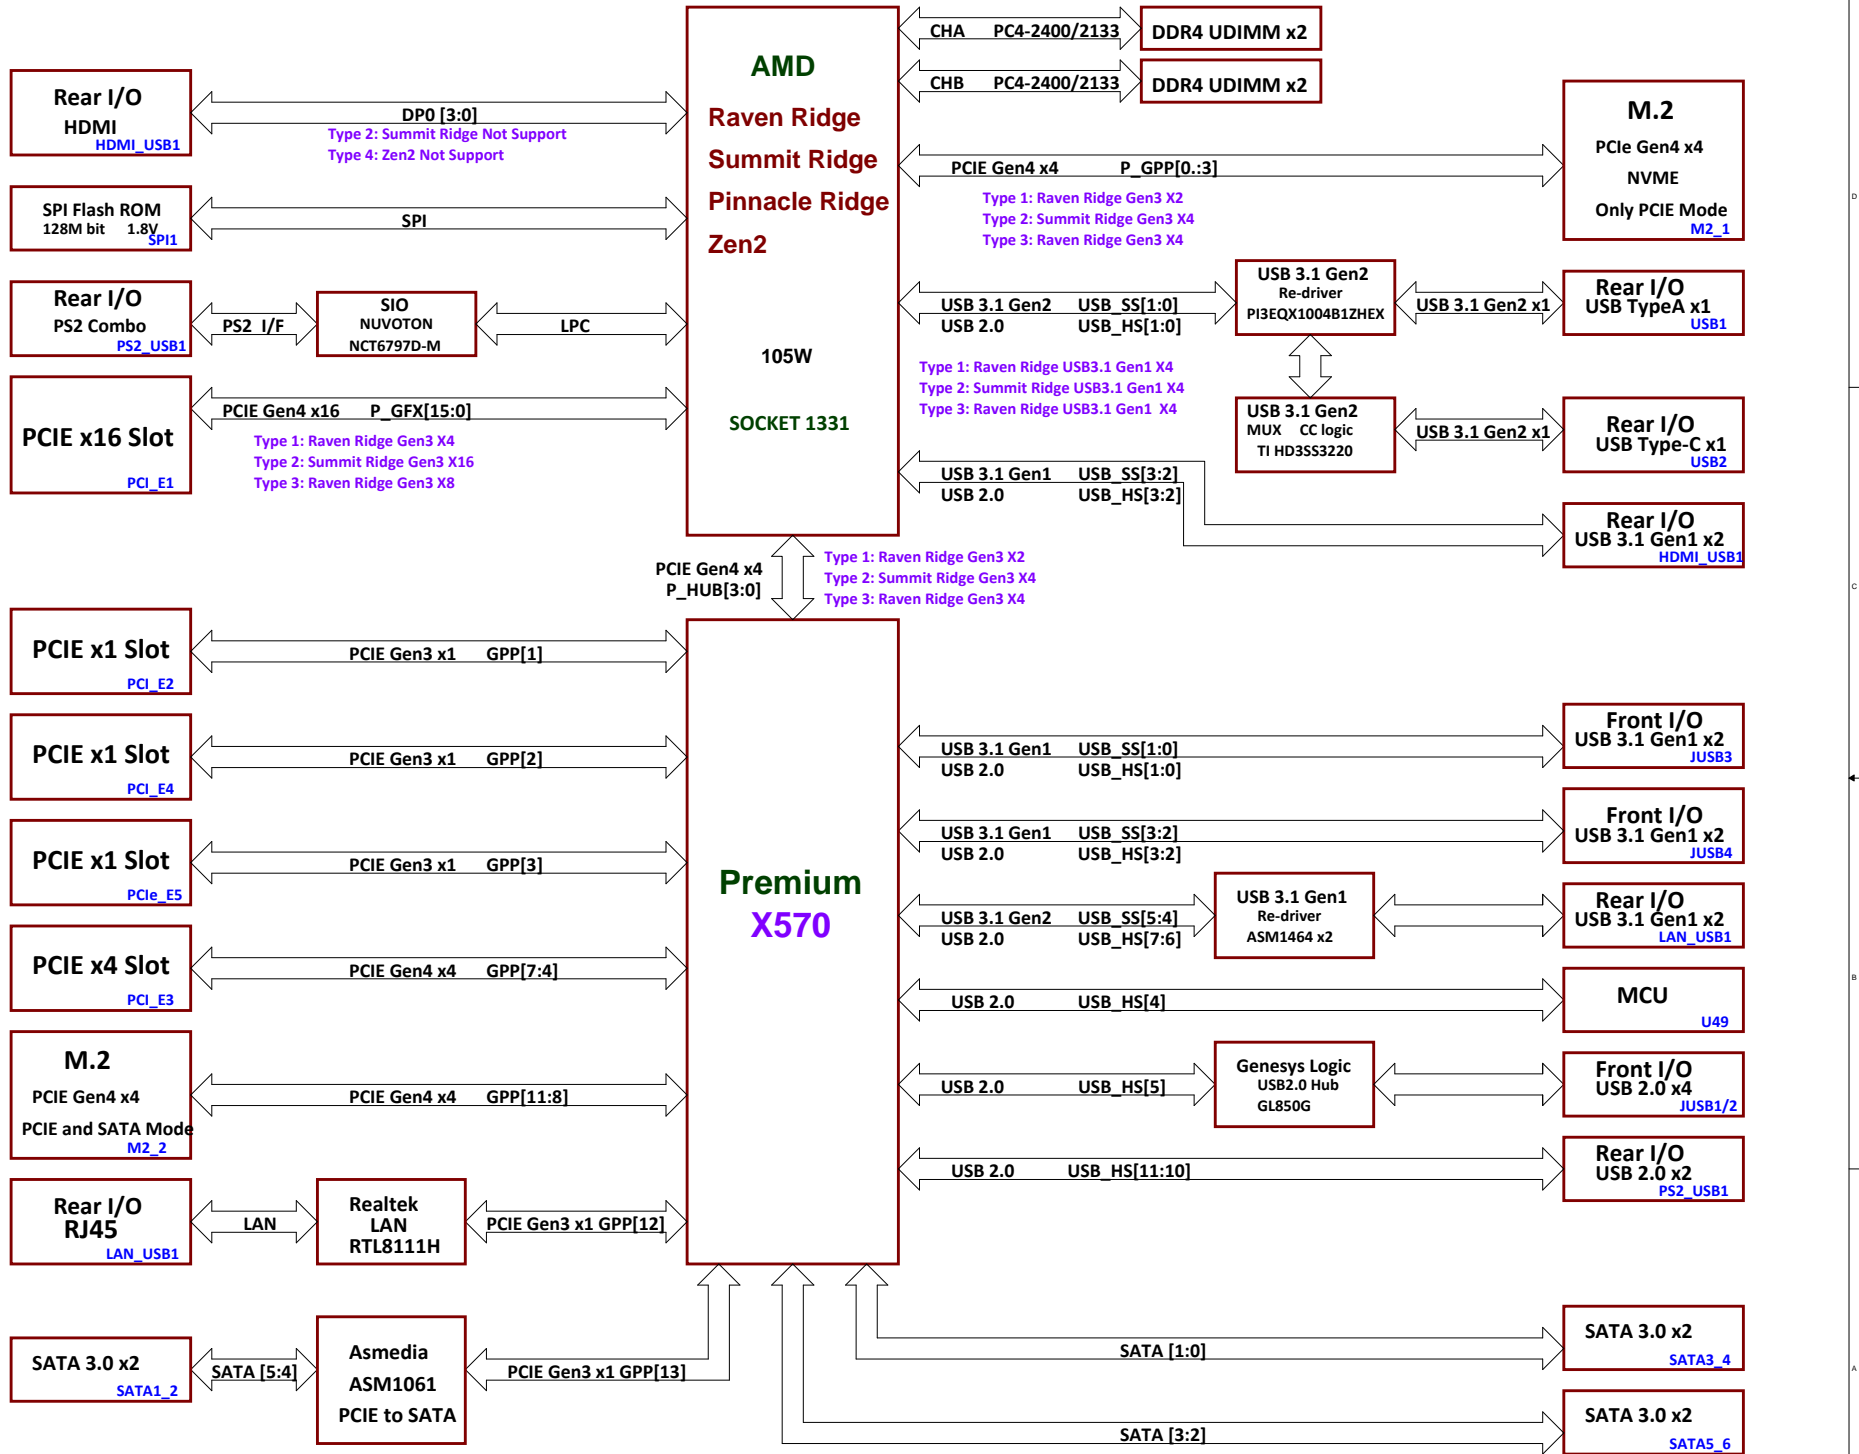 AMD
Raven Ridge
Summit Ridge
Pinnacle Ridge
Zen2
105W
SOCKET 1331
CHA PC4-2400/2133
DDR4 UDIMM x2
CHB PC4-2400/2133
DDR4 UDIMM x2
Rear I/O
HDMI
HDMI_USB1
DP0 [3:0]
Type 2: Summit Ridge Not Support
Type 4: Zen2 Not Support
SPI Flash ROM
128M bit 1.8V
SPI1
SPI
Rear I/O
PS2 Combo
PS2_USB1
PS2 I/F
SIO
NUVOTON
NCT6797D-M
LPC
PCIE x16 Slot
PCI_E1
PCIE Gen4 x16 P_GFX[15:0]
Type 1: Raven Ridge Gen3 X4
Type 2: Summit Ridge Gen3 X16
Type 3: Raven Ridge Gen3 X8
PCIE Gen4 x4 P_GPP[0.:3]
Type 1: Raven Ridge Gen3 X2
Type 2: Summit Ridge Gen3 X4
Type 3: Raven Ridge Gen3 X4
M.2
PCIe Gen4 x4
NVME
Only PCIE Mode
M2_1
USB 3.1 Gen2 USB_SS[1:0]
USB 2.0 USB_HS[1:0]
USB 3.1 Gen2
Re-driver
PI3EQX1004B1ZHEX
USB 3.1 Gen2 x1
Rear I/O
USB TypeA x1
USB1
Type 1: Raven Ridge USB3.1 Gen1 X4
Type 2: Summit Ridge USB3.1 Gen1 X4
Type 3: Raven Ridge USB3.1 Gen1 X4
USB 3.1 Gen2
MUX CC logic
TI HD3SS3220
USB 3.1 Gen2 x1
Rear I/O
USB Type-C x1
USB2
USB 3.1 Gen1 USB_SS[3:2]
USB 2.0 USB_HS[3:2]
Rear I/O
USB 3.1 Gen1 x2
HDMI_USB1
PCIE Gen4 x4
P_HUB[3:0]
Type 1: Raven Ridge Gen3 X2
Type 2: Summit Ridge Gen3 X4
Type 3: Raven Ridge Gen3 X4
Premium
X570
PCIE x1 Slot
PCI_E2
PCIE Gen3 x1 GPP[1]
PCIE x1 Slot
PCI_E4
PCIE Gen3 x1 GPP[2]
PCIE x1 Slot
PCIe_E5
PCIE Gen3 x1 GPP[3]
PCIE x4 Slot
PCI_E3
PCIE Gen4 x4 GPP[7:4]
M.2
PCIE Gen4 x4
PCIE and SATA Mode
M2_2
PCIE Gen4 x4 GPP[11:8]
Rear I/O
RJ45
LAN_USB1
LAN
Realtek
LAN
RTL8111H
PCIE Gen3 x1 GPP[12]
SATA 3.0 x2
SATA1_2
SATA [5:4]
Asmedia
ASM1061
PCIE to SATA
PCIE Gen3 x1 GPP[13]
USB 3.1 Gen1 USB_SS[1:0]
USB 2.0 USB_HS[1:0]
Front I/O
USB 3.1 Gen1 x2
JUSB3
USB 3.1 Gen1 USB_SS[3:2]
USB 2.0 USB_HS[3:2]
Front I/O
USB 3.1 Gen1 x2
JUSB4
USB 3.1 Gen2 USB_SS[5:4]
USB 2.0 USB_HS[7:6]
USB 3.1 Gen1
Re-driver
ASM1464 x2
Rear I/O
USB 3.1 Gen1 x2
LAN_USB1
USB 2.0 USB_HS[4]
MCU
U49
USB 2.0 USB_HS[5]
Genesys Logic
USB2.0 Hub
GL850G
Front I/O
USB 2.0 x4
JUSB1/2
USB 2.0 USB_HS[11:10]
Rear I/O
USB 2.0 x2
PS2_USB1
SATA [1:0]
SATA 3.0 x2
SATA3_4
SATA [3:2]
SATA 3.0 x2
SATA5_6
D
C
B
A